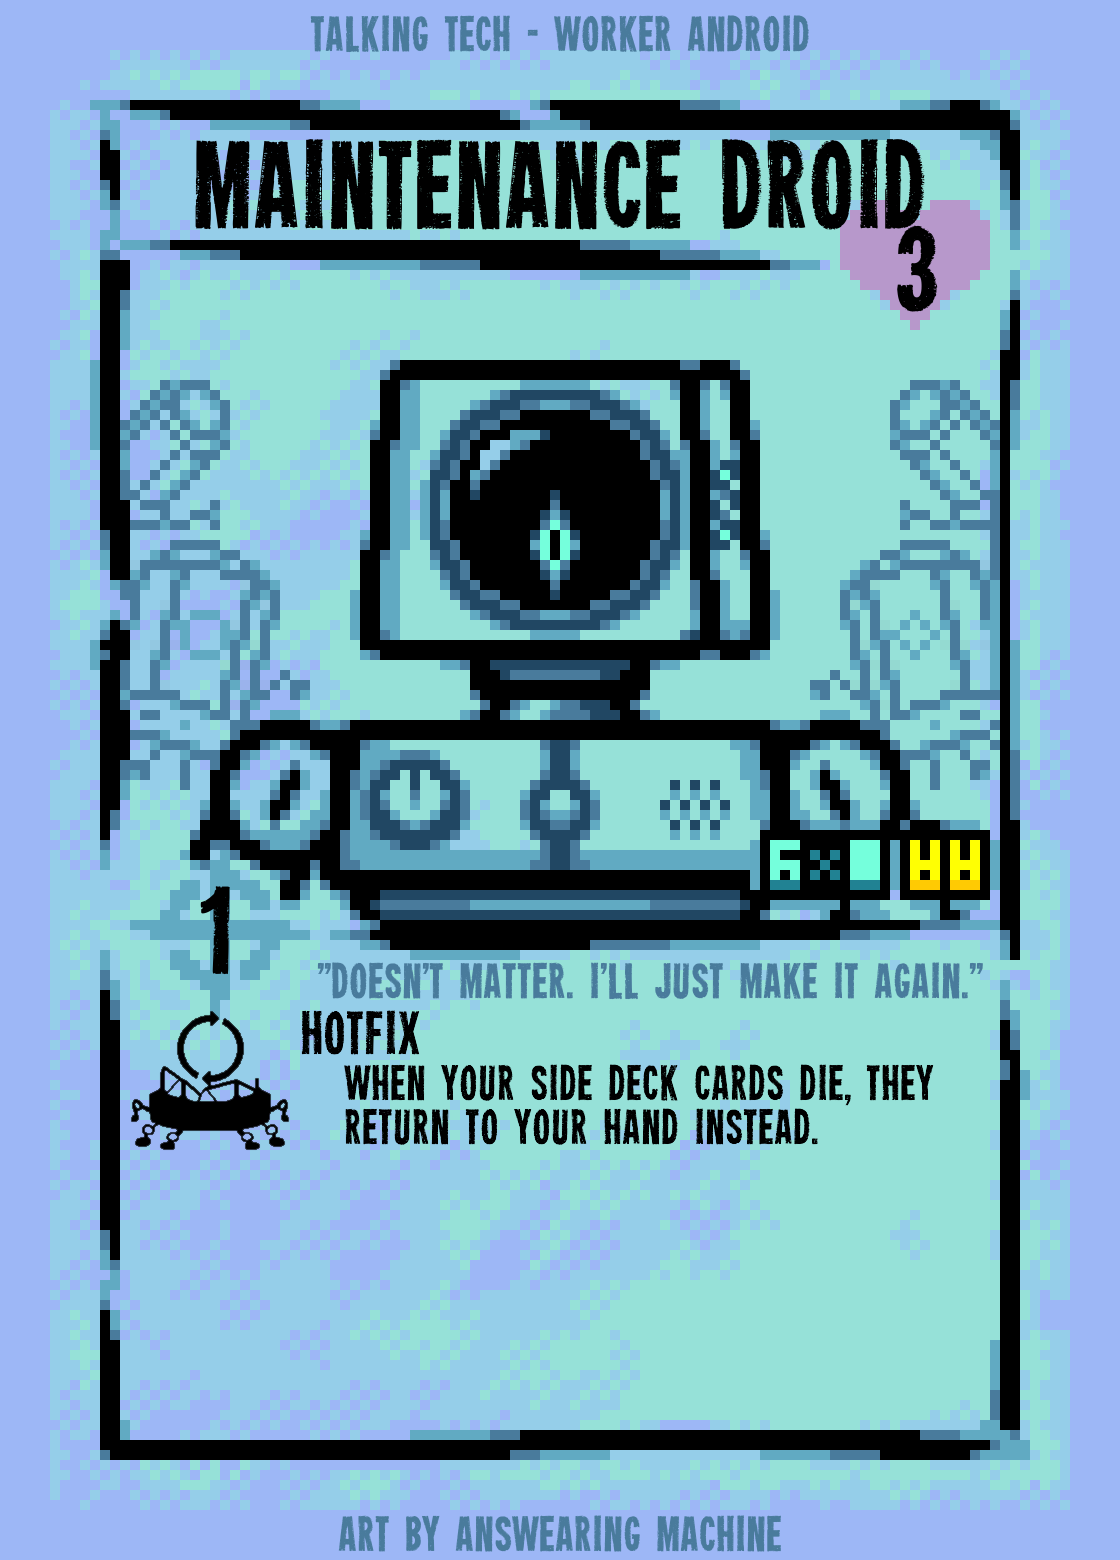 TALKING TECH - WORKER ANDROID
MAINTENANCE DROID
3
6x
1
"DOESN'T MATTER. I'LL JUST MAKE IT AGAIN."
HOTFIX
WHEN YOUR SIDE DECK CARDS DIE, THEY
RETURN TO YOUR HAND INSTEAD.
ART BY ANSWEARING MACHINE